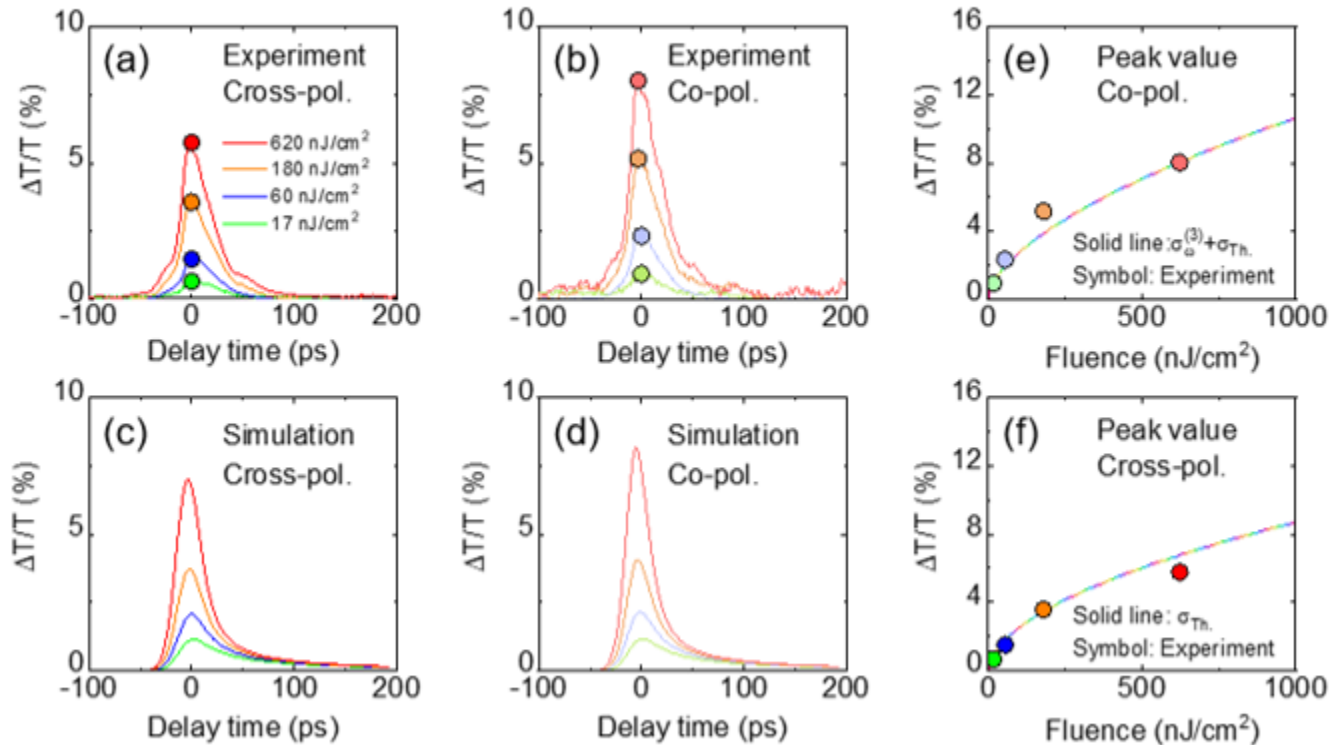 (a) Experiment
Cross-pol.
620 nJ/cm²
180 nJ/cm²
60 nJ/cm²
17 nJ/cm²
10
5
0
ΔT/T (%)
-100 0 100 200
Delay time (ps)
(b) Experiment
Co-pol.
10
5
0
ΔT/T (%)
-100 0 100 200
Delay time (ps)
(e) Peak value
Co-pol.
16
12
8
4
0
ΔT/T (%)
Solid line:σω⁽³⁾+σTh.
Symbol: Experiment
0 500 1000
Fluence (nJ/cm²)
(c) Simulation
Cross-pol.
10
5
0
ΔT/T (%)
-100 0 100 200
Delay time (ps)
(d) Simulation
Co-pol.
10
5
0
ΔT/T (%)
-100 0 100 200
Delay time (ps)
(f) Peak value
Cross-pol.
16
12
8
4
0
ΔT/T (%)
Solid line: σTh.
Symbol: Experiment
0 500 1000
Fluence (nJ/cm²)